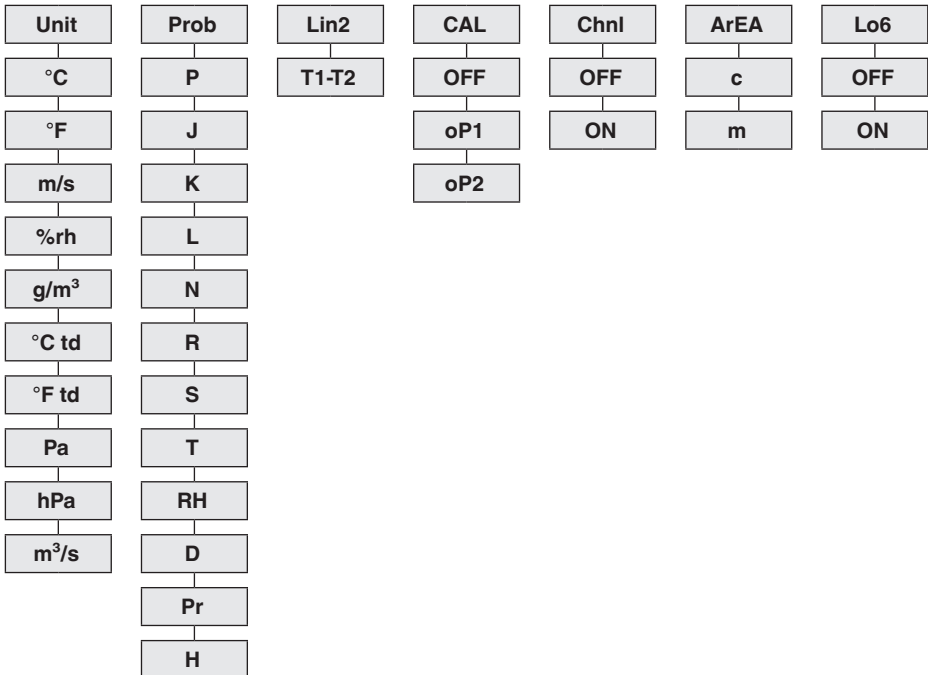 Unit Prob Lin2 CAL Chnl ArEA Lo6
°C P T1-T2 OFF OFF c OFF
°F J oP1 ON m ON
m/s K oP2
%rh L
g/m³ N
°C td R
°F td S
Pa T
hPa RH
m³/s D
Pr
H